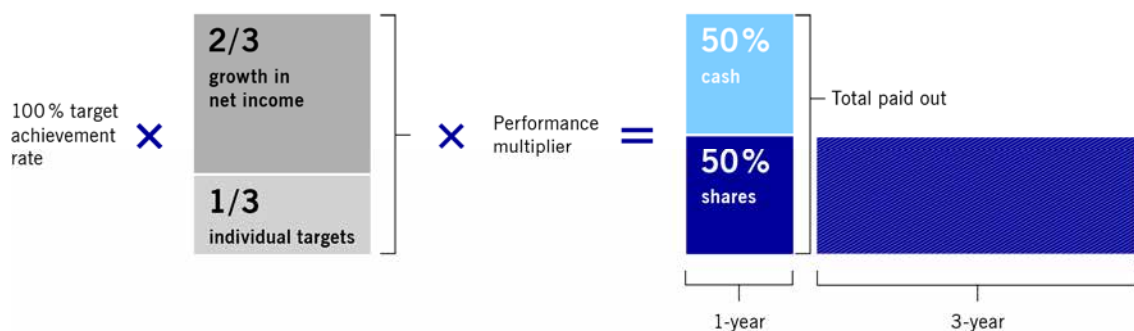 100 % target
achievement
rate
×
2/3
growth in
net income
1/3
individual targets
×
Performance
multiplier
=
50 %
cash
50 %
shares
Total paid out
1-year
3-year